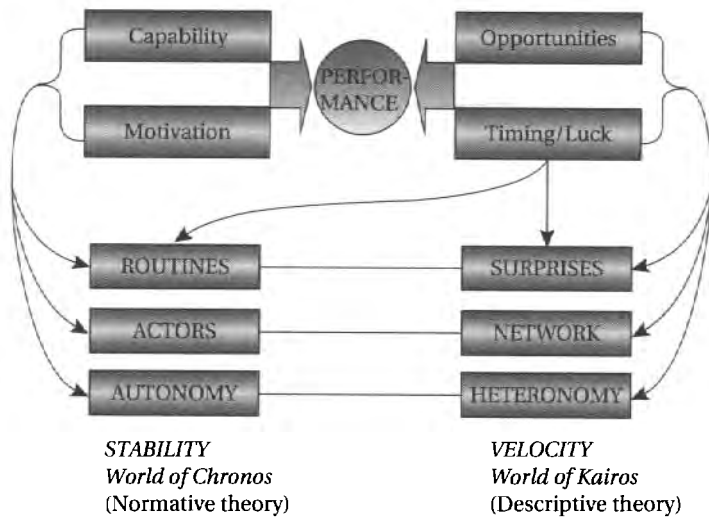 Capability
Opportunities
PERFOR-
MANCE
Motivation
Timing/Luck
ROUTINES
SURPRISES
ACTORS
NETWORK
AUTONOMY
HETERONOMY
STABILITY
VELOCITY
World of Chronos
World of Kairos
(Normative theory)
(Descriptive theory)